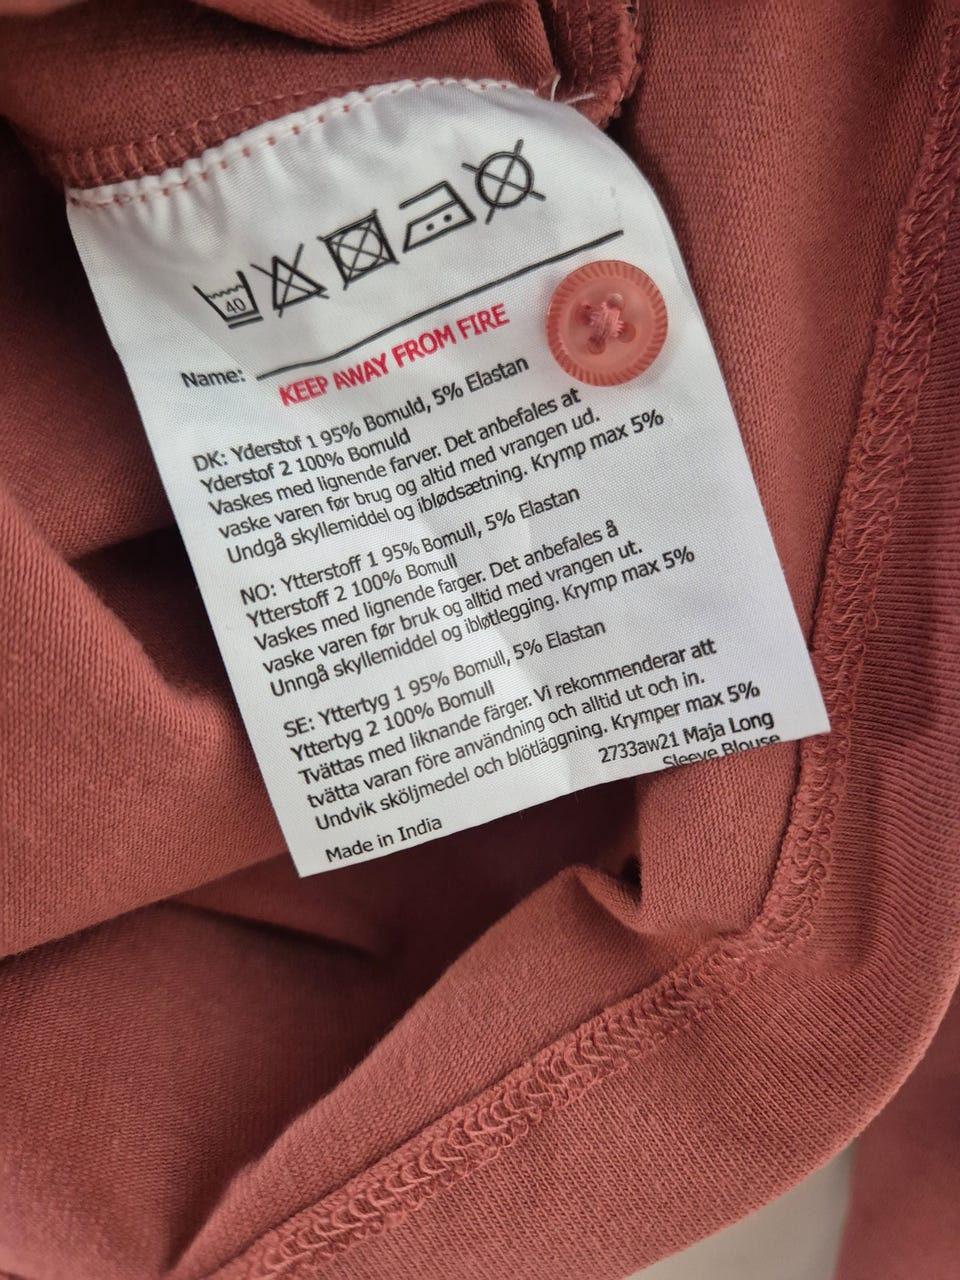 40
Name:
KEEP AWAY FROM FIRE
DK: Yderstof 1 95% Bomuld, 5% Elastan
Yderstof 2 100% Bomuld
Vaskes med lignende farver. Det anbefales at
vaske varen før brug og altid med vrangen ud.
Undgå skyllemiddel og iblødsætning. Krymp max 5%
NO: Ytterstoff 1 95% Bomull, 5% Elastan
Ytterstoff 2 100% Bomull
Vaskes med lignende farger. Det anbefales å
vaske varen før bruk og alltid med vrangen ut.
Unngå skyllemiddel og ibløtlegging. Krymp max 5%
SE: Yttertyg 1 95% Bomull, 5% Elastan
Yttertyg 2 100% Bomull
Tvättas med liknande färger. Vi rekommenderar att
tvätta varan före användning och alltid ut och in.
Undvik sköljmedel och blötläggning. Krymper max 5%
2733aw21 Maja Long
Sleeve Blouse
Made in India